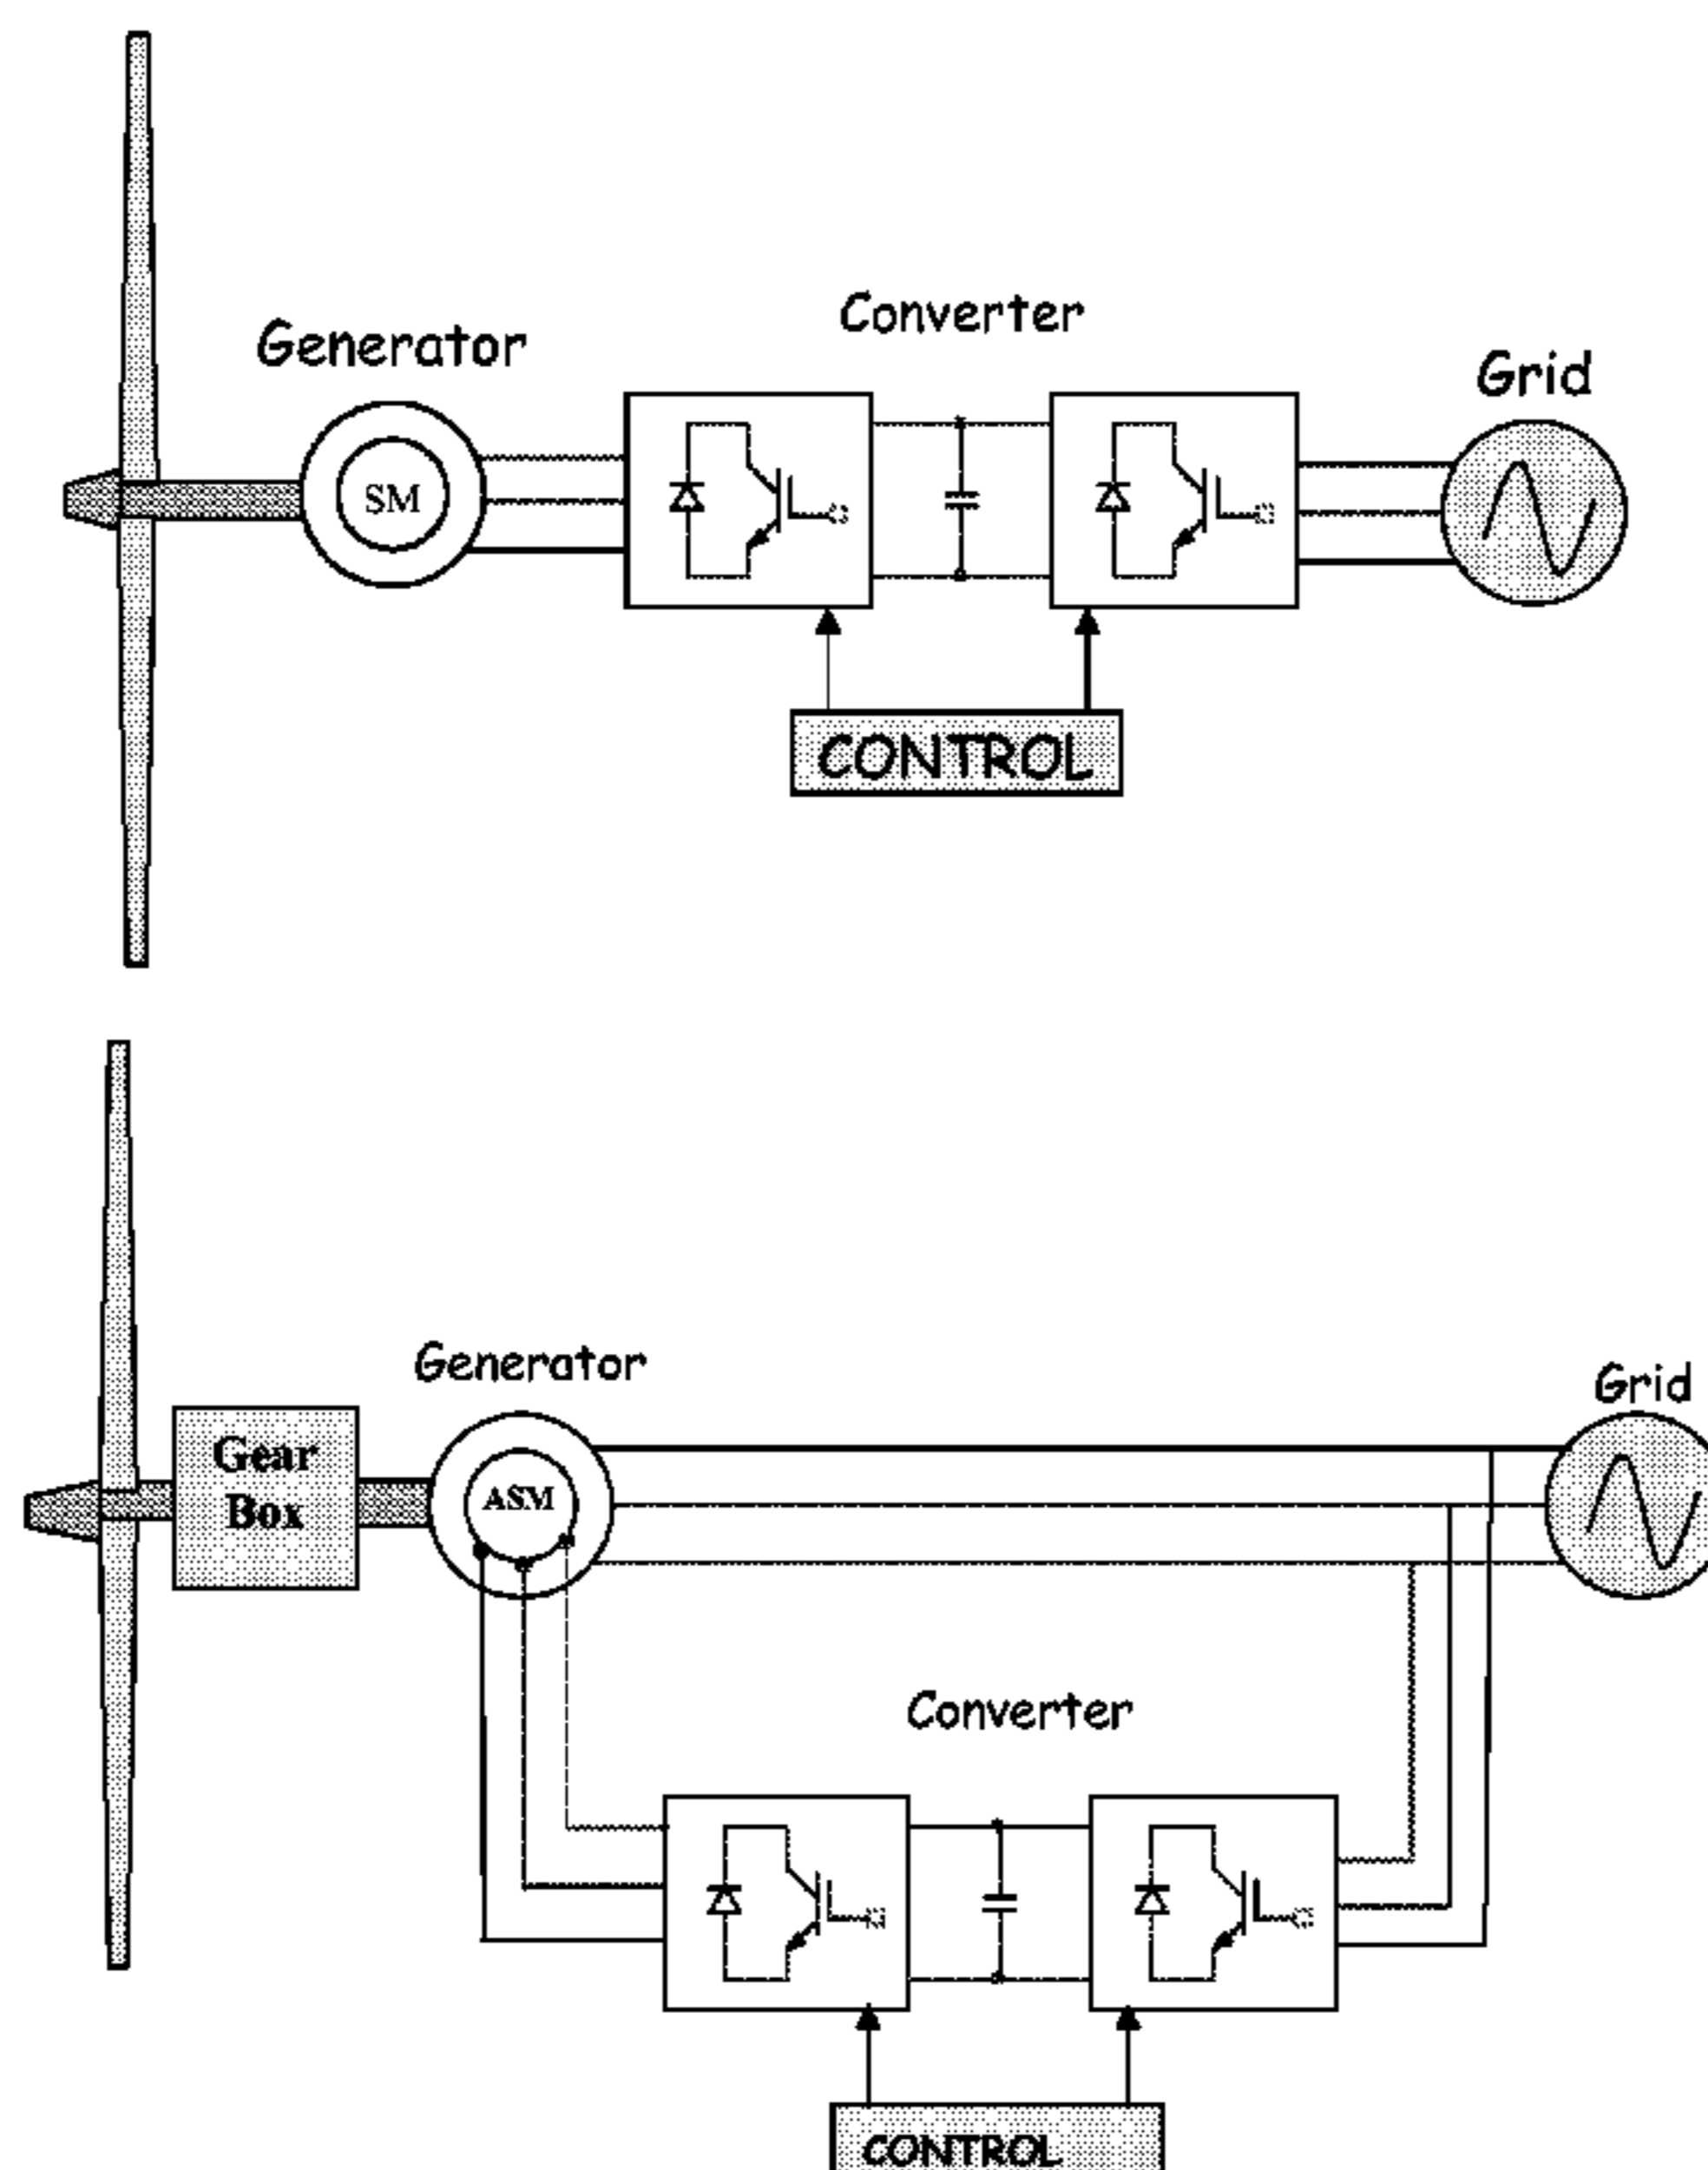 Generator
Converter
Grid
SM
CONTROL
Generator
Grid
Gear
Box
ASM
Converter
CONTROL